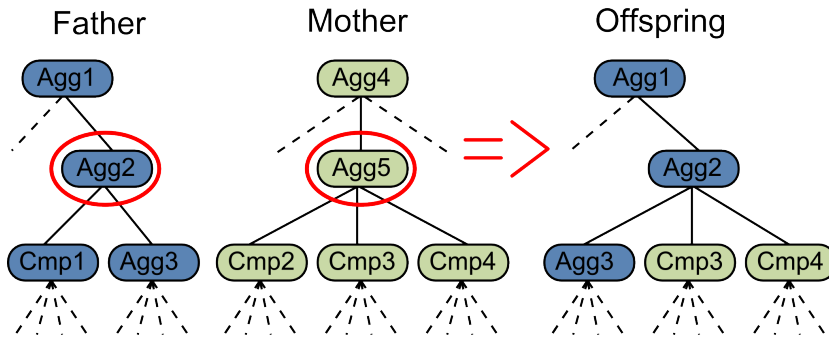 Father Mother Offspring
Agg1 Agg4 Agg1
Agg2 Agg5 Agg2
Cmp1 Agg3 Cmp2 Cmp3 Cmp4 Agg3 Cmp3 Cmp4